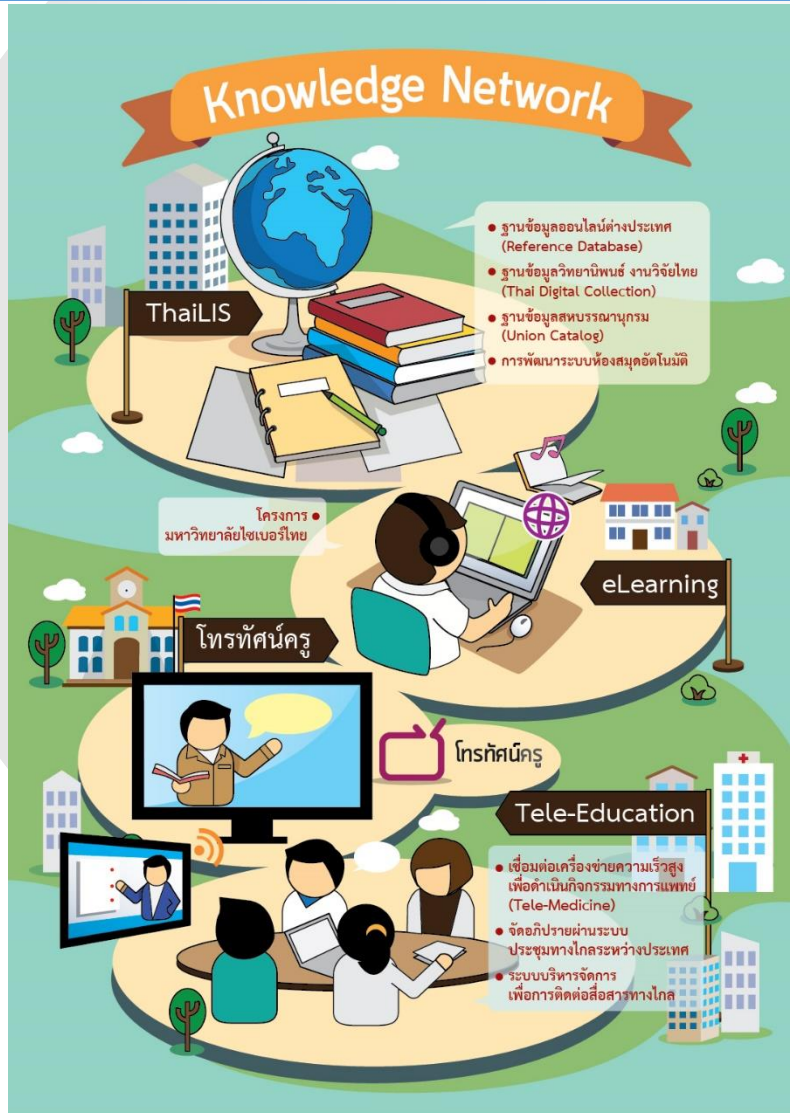 Knowledge Network
ThaiLIS
• ฐานข้อมูลออนไลน์ต่างประเทศ
(Reference Database)
• ฐานข้อมูลวิทยานิพนธ์ งานวิจัยไทย
(Thai Digital Collection)
• ฐานข้อมูลสหบรรณานุกรม
(Union Catalog)
• การพัฒนาระบบห้องสมุดอัตโนมัติ
โครงการ •
มหาวิทยาลัยไซเบอร์ไทย
eLearning
โทรทัศน์ครู
โทรทัศน์ครู
Tele-Education
• เชื่อมต่อเครื่องข่ายความเร็วสูง
เพื่อดำเนินกิจกรรมทางการแพทย์
(Tele-Medicine)
• จัดอภิปรายผ่านระบบ
ประชุมทางไกลระหว่างประเทศ
• ระบบบริหารจัดการ
เพื่อการติดต่อสื่อสารทางไกล